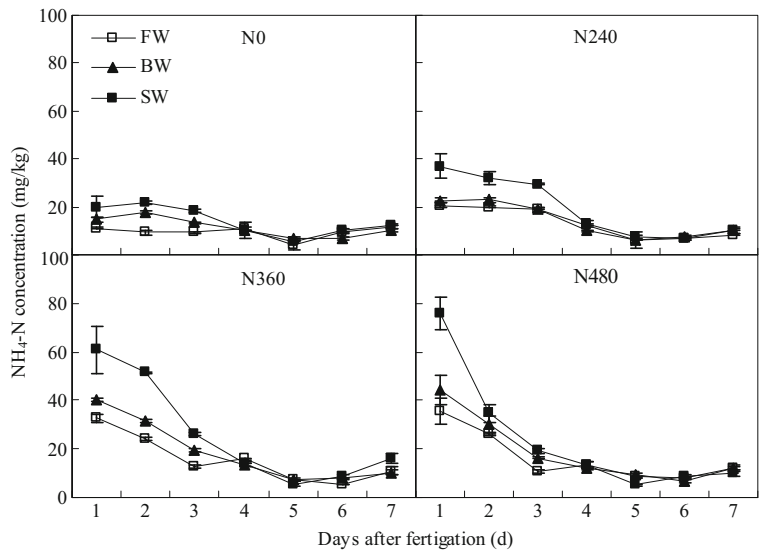 100
80
60
40
20
N0
FW
BW
SW
N240
NH₄-N concentration (mg/kg)
100
80
60
40
20
0
N360
N480
1 2 3 4 5 6 7 1 2 3 4 5 6 7
Days after fertigation (d)